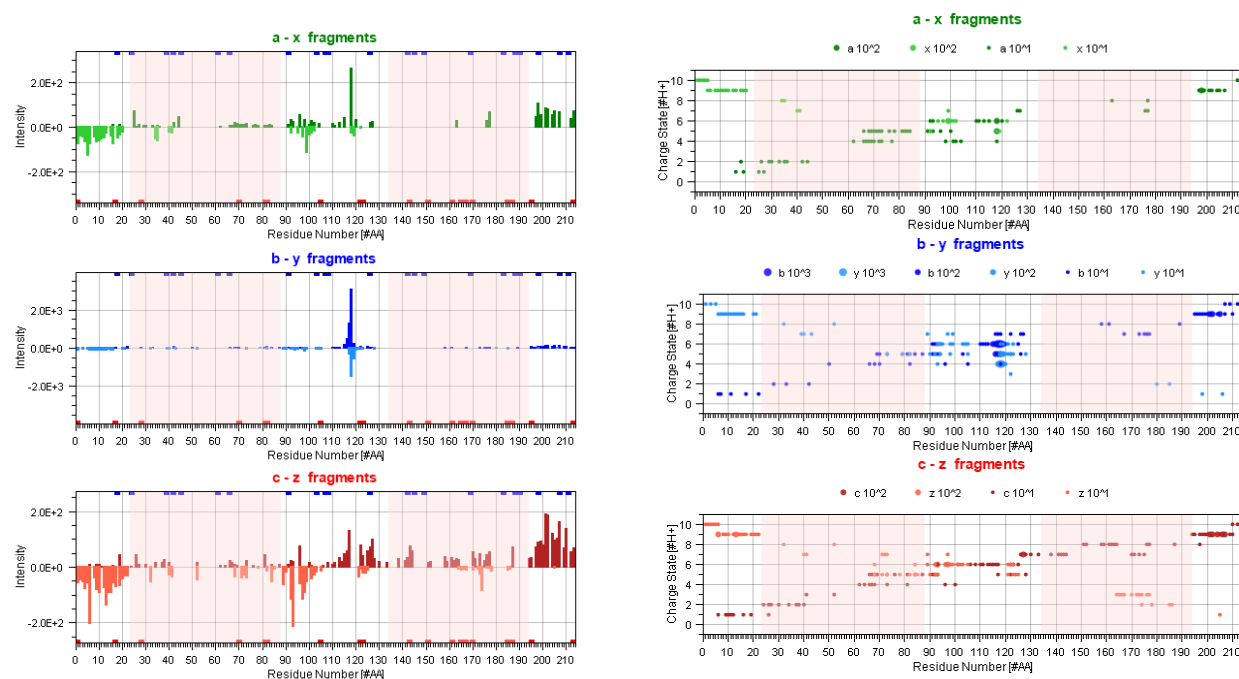 a - x fragments
Intensity
2.0E+2
0.0E+0
-2.0E+2
0 10 20 30 40 50 60 70 80 90 100 110 120 130 140 150 160 170 180 190 200 210
Residue Number [#AA]
b - y fragments
Intensity
2.0E+3
0.0E+0
-2.0E+3
0 10 20 30 40 50 60 70 80 90 100 110 120 130 140 150 160 170 180 190 200 210
Residue Number [#AA]
c - z fragments
Intensity
2.0E+2
0.0E+0
-2.0E+2
0 10 20 30 40 50 60 70 80 90 100 110 120 130 140 150 160 170 180 190 200 210
Residue Number [#AA]
a - x fragments
a 10^2 x 10^2 a 10^1 x 10^1
Charge State [#H+]
10
8
6
4
2
0
0 10 20 30 40 50 60 70 80 90 100 110 120 130 140 150 160 170 180 190 200 210
Residue Number [#AA]
b - y fragments
b 10^3 y 10^3 b 10^2 y 10^2 b 10^1 y 10^1
Charge State [#H+]
10
8
6
4
2
0
0 10 20 30 40 50 60 70 80 90 100 110 120 130 140 150 160 170 180 190 200 210
Residue Number [#AA]
c - z fragments
c 10^2 z 10^2 c 10^1 z 10^1
Charge State [#H+]
10
8
6
4
2
0
0 10 20 30 40 50 60 70 80 90 100 110 120 130 140 150 160 170 180 190 200 210
Residue Number [#AA]